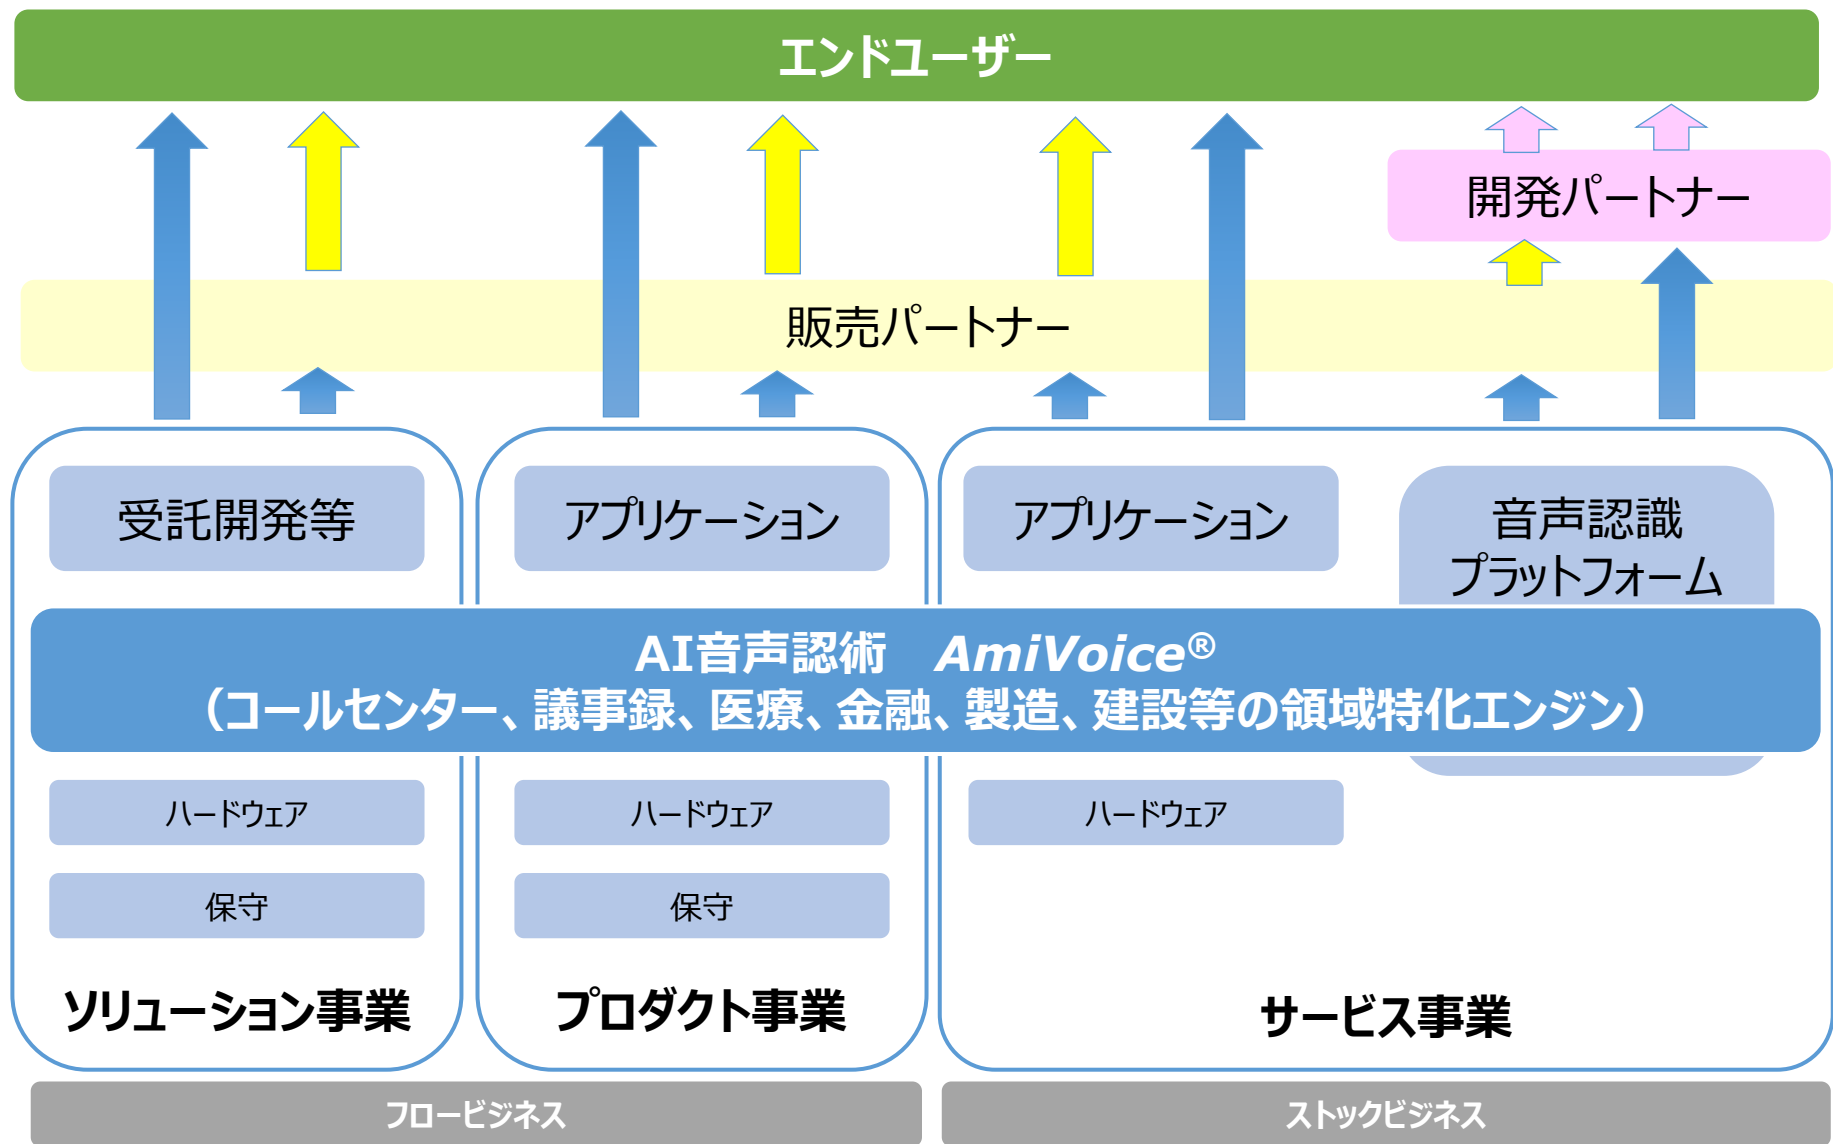 エンドユーザー
開発パートナー
販売パートナー
受託開発等
アプリケーション
アプリケーション
音声認識
プラットフォーム
AI音声認術　AmiVoice®
（コールセンター、議事録、医療、金融、製造、建設等の領域特化エンジン）
ハードウェア
ハードウェア
ハードウェア
保守
保守
ソリューション事業
プロダクト事業
サービス事業
フロービジネス
ストックビジネス